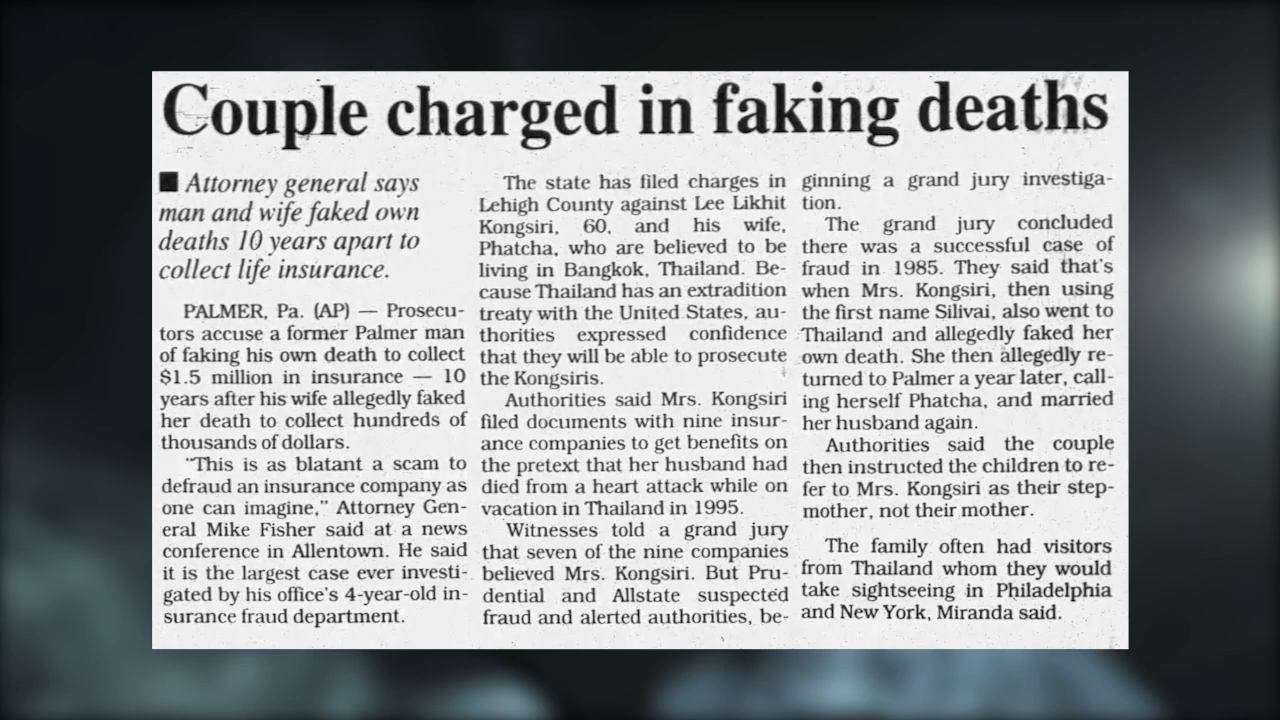 Couple charged in faking deaths
■ Attorney general says
man and wife faked own
deaths 10 years apart to
collect life insurance.
PALMER, Pa. (AP) — Prosecu-
tors accuse a former Palmer man
of faking his own death to collect
$1.5 million in insurance — 10
years after his wife allegedly faked
her death to collect hundreds of
thousands of dollars.
"This is as blatant a scam to
defraud an insurance company as
one can imagine," Attorney Gen-
eral Mike Fisher said at a news
conference in Allentown. He said
it is the largest case ever investi-
gated by his office's 4-year-old in-
surance fraud department.
The state has filed charges in
Lehigh County against Lee Likhit
Kongsiri, 60, and his wife,
Phatcha, who are believed to be
living in Bangkok, Thailand. Be-
cause Thailand has an extradition
treaty with the United States, au-
thorities expressed confidence
that they will be able to prosecute
the Kongsiris.
Authorities said Mrs. Kongsiri
filed documents with nine insur-
ance companies to get benefits on
the pretext that her husband had
died from a heart attack while on
vacation in Thailand in 1995.
Witnesses told a grand jury
that seven of the nine companies
believed Mrs. Kongsiri. But Pru-
dential and Allstate suspected
fraud and alerted authorities, be-
ginning a grand jury investiga-
tion.
The grand jury concluded
there was a successful case of
fraud in 1985. They said that's
when Mrs. Kongsiri, then using
the first name Silivai, also went to
Thailand and allegedly faked her
own death. She then allegedly re-
turned to Palmer a year later, call-
ing herself Phatcha, and married
her husband again.
Authorities said the couple
then instructed the children to re-
fer to Mrs. Kongsiri as their step-
mother, not their mother.
The family often had visitors
from Thailand whom they would
take sightseeing in Philadelphia
and New York, Miranda said.